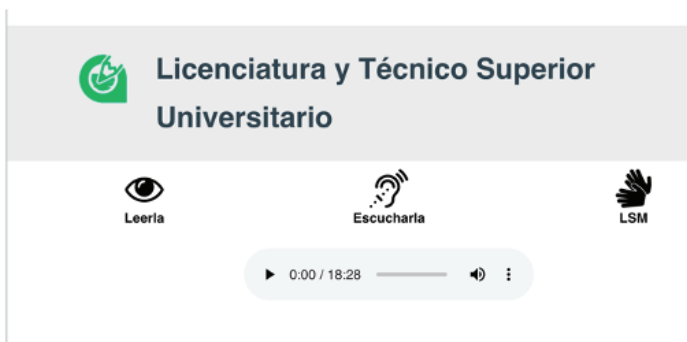 Licenciatura y Técnico Superior
Universitario
Leerla
Escucharla
LSM
0:00 / 18:28